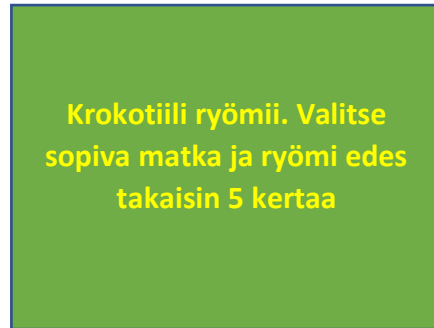 Krokotiili ryömii. Valitse
sopiva matka ja ryömi edes
takaisin 5 kertaa